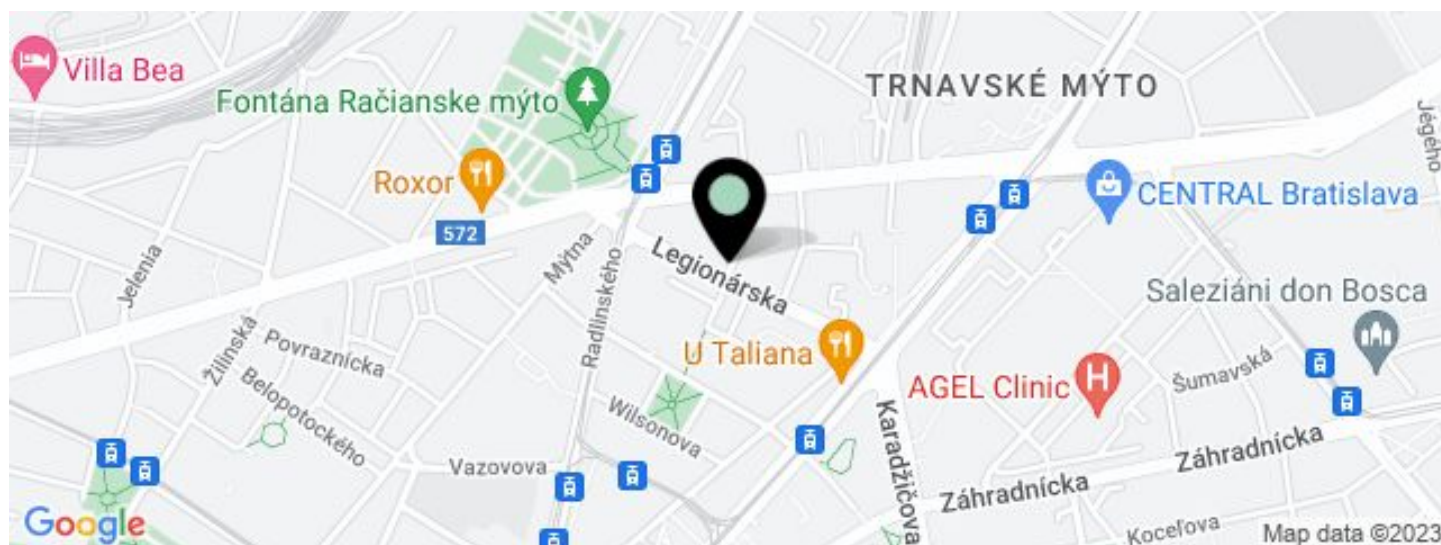 Villa Bea
Fontána Račianske mýto
TRNAVSKÉ MÝTO
Jégého
Roxor
CENTRAL Bratislava
572
Mýtna
Legionárska
Radlinského
Jelenia
Žilinská
Povraznícka
Belopotockého
U Taliana
Saleziáni don Bosca
AGEL Clinic
H
Šumavská
Wilsonova
Karadžičova
Vazovova
Záhradnícka
Záhradnícka
Koceľova
Google
Map data ©2023